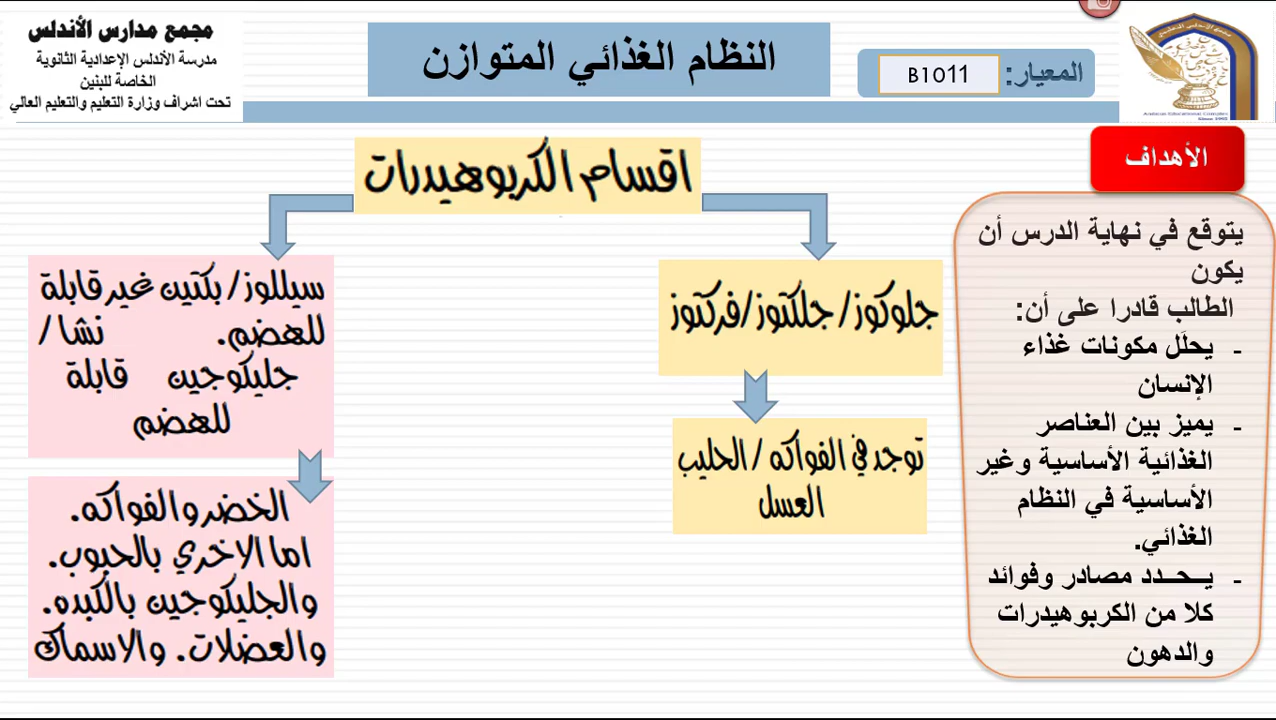 مجمع مدارس الأندلس
مدرسة الأندلس الإعدادية الثانوية
الخاصة للبنين
تحت اشراف وزارة التعليم والتعليم العالي
النظام الغذائي المتوازن
المعيار: B1011
الأهداف
يتوقع في نهاية الدرس أن
يكون
الطالب قادرا على أن:
- يحلَل مكونات غذاء
الإنسان
- يميز بين العناصر
الغذائية الأساسية وغير
الأساسية في النظام
الغذائي.
- يـحـدد مصادر وفوائد
كلا من الكربوهيدرات
والدهون
اقسام الكربوهيدرات
جلوكوز/ جلكتوز/فركتوز
توجد في الفواكه / الحليب
العسل
سيللوز/ بكتين غير قابلة
للهضم. نشا/
جليكوجين قابلة
للهضم
الخضر والفواكه.
اما الاخري بالحبوب.
والجليكوجين بالكبده.
والعضلات. والاسماك